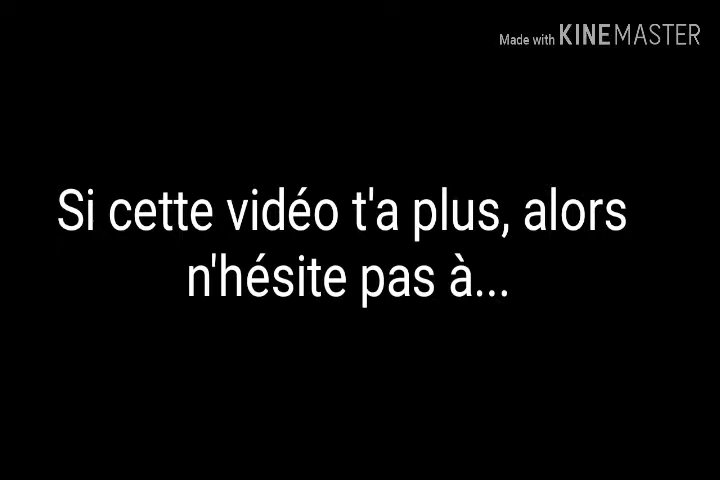 Made with KINEMASTER
Si cette vidéo t'a plus, alors
n'hésite pas à...